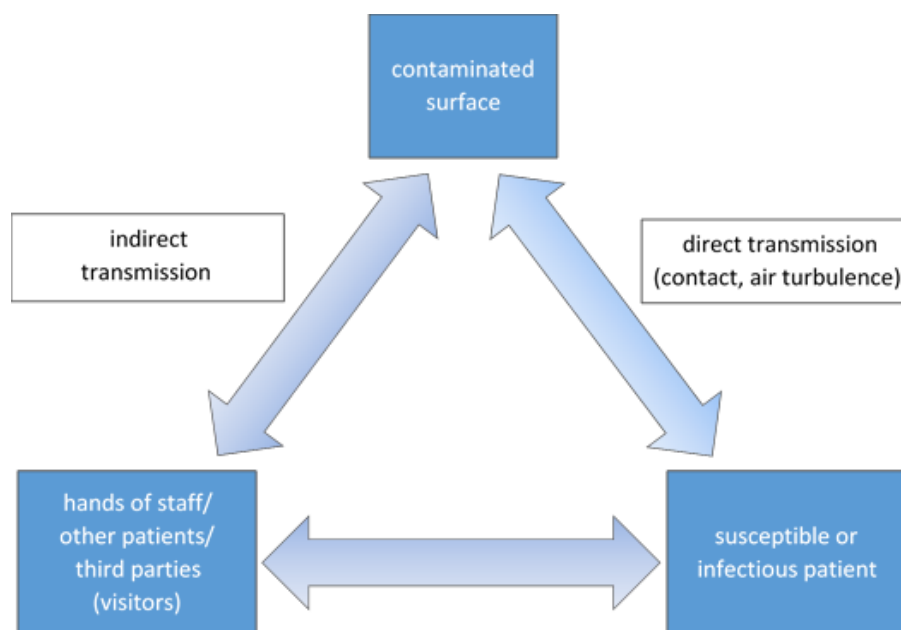 contaminated
surface
indirect
transmission
direct transmission
(contact, air turbulence)
hands of staff/
other patients/
third parties
(visitors)
susceptible or
infectious patient